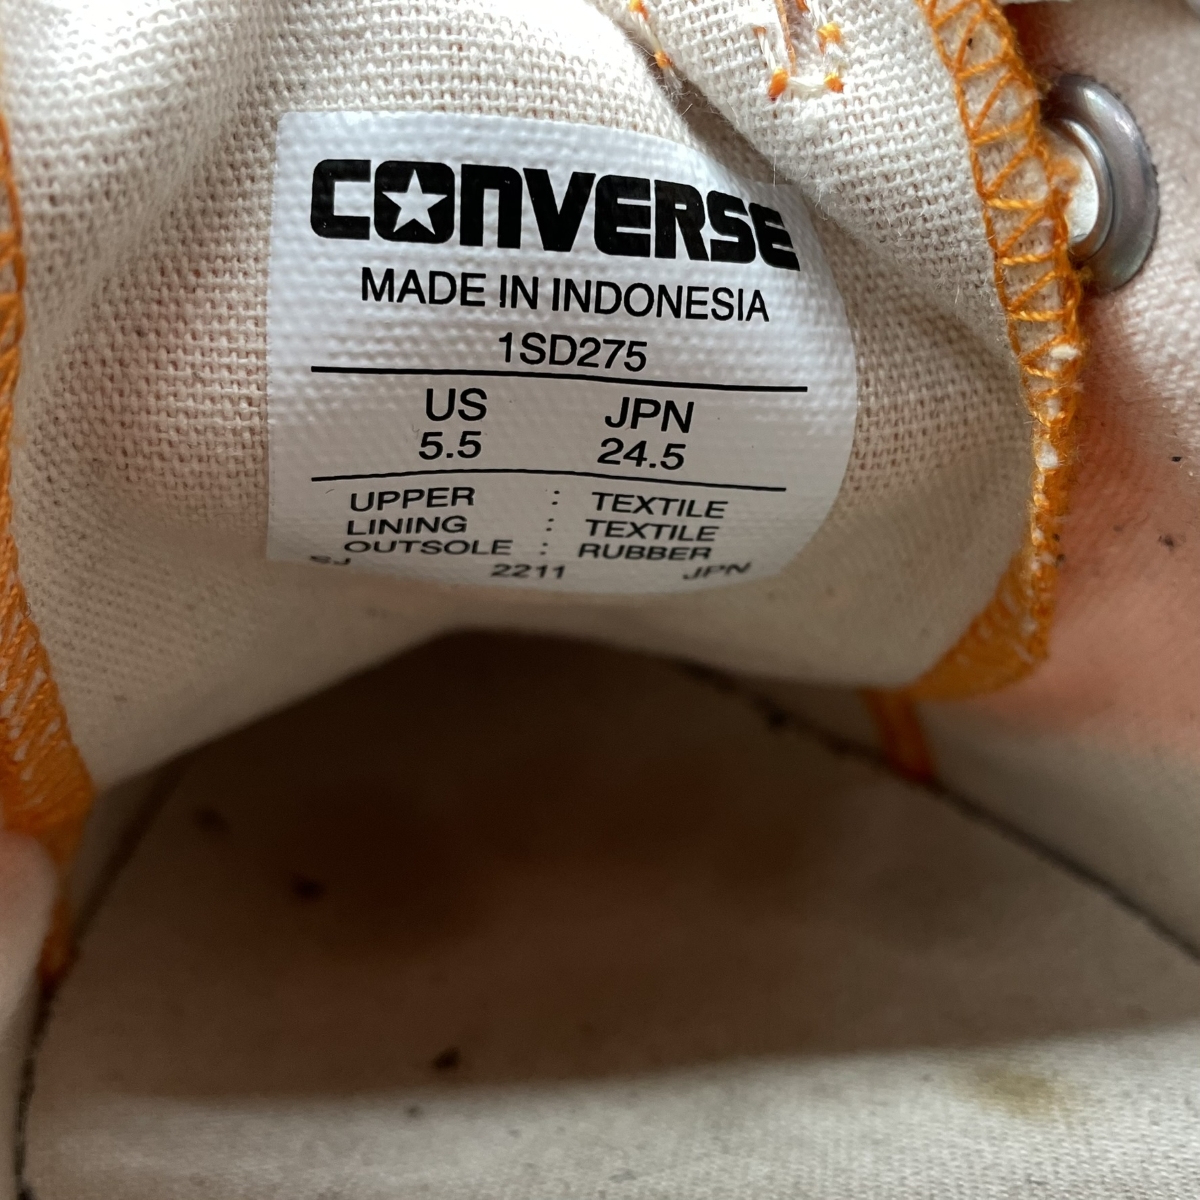 CONVERSE
MADE IN INDONESIA
1SD275
US JPN
5.5 24.5
UPPER : TEXTILE
LINING : TEXTILE
OUTSOLE : RUBBER
SJ 2211 JPN